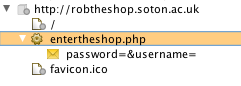 http://robtheshop.soton.ac.uk
/
entertheshop.php
password=&username=
favicon.ico